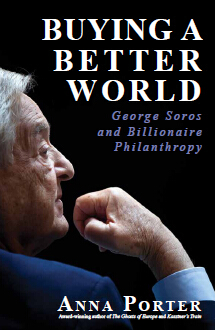 BUYING A
BETTER
WORLD
George Soros
and Billionaire
Philanthropy
ANNA PORTER
Award-winning author of The Ghosts of Europe and Kasztner's Train